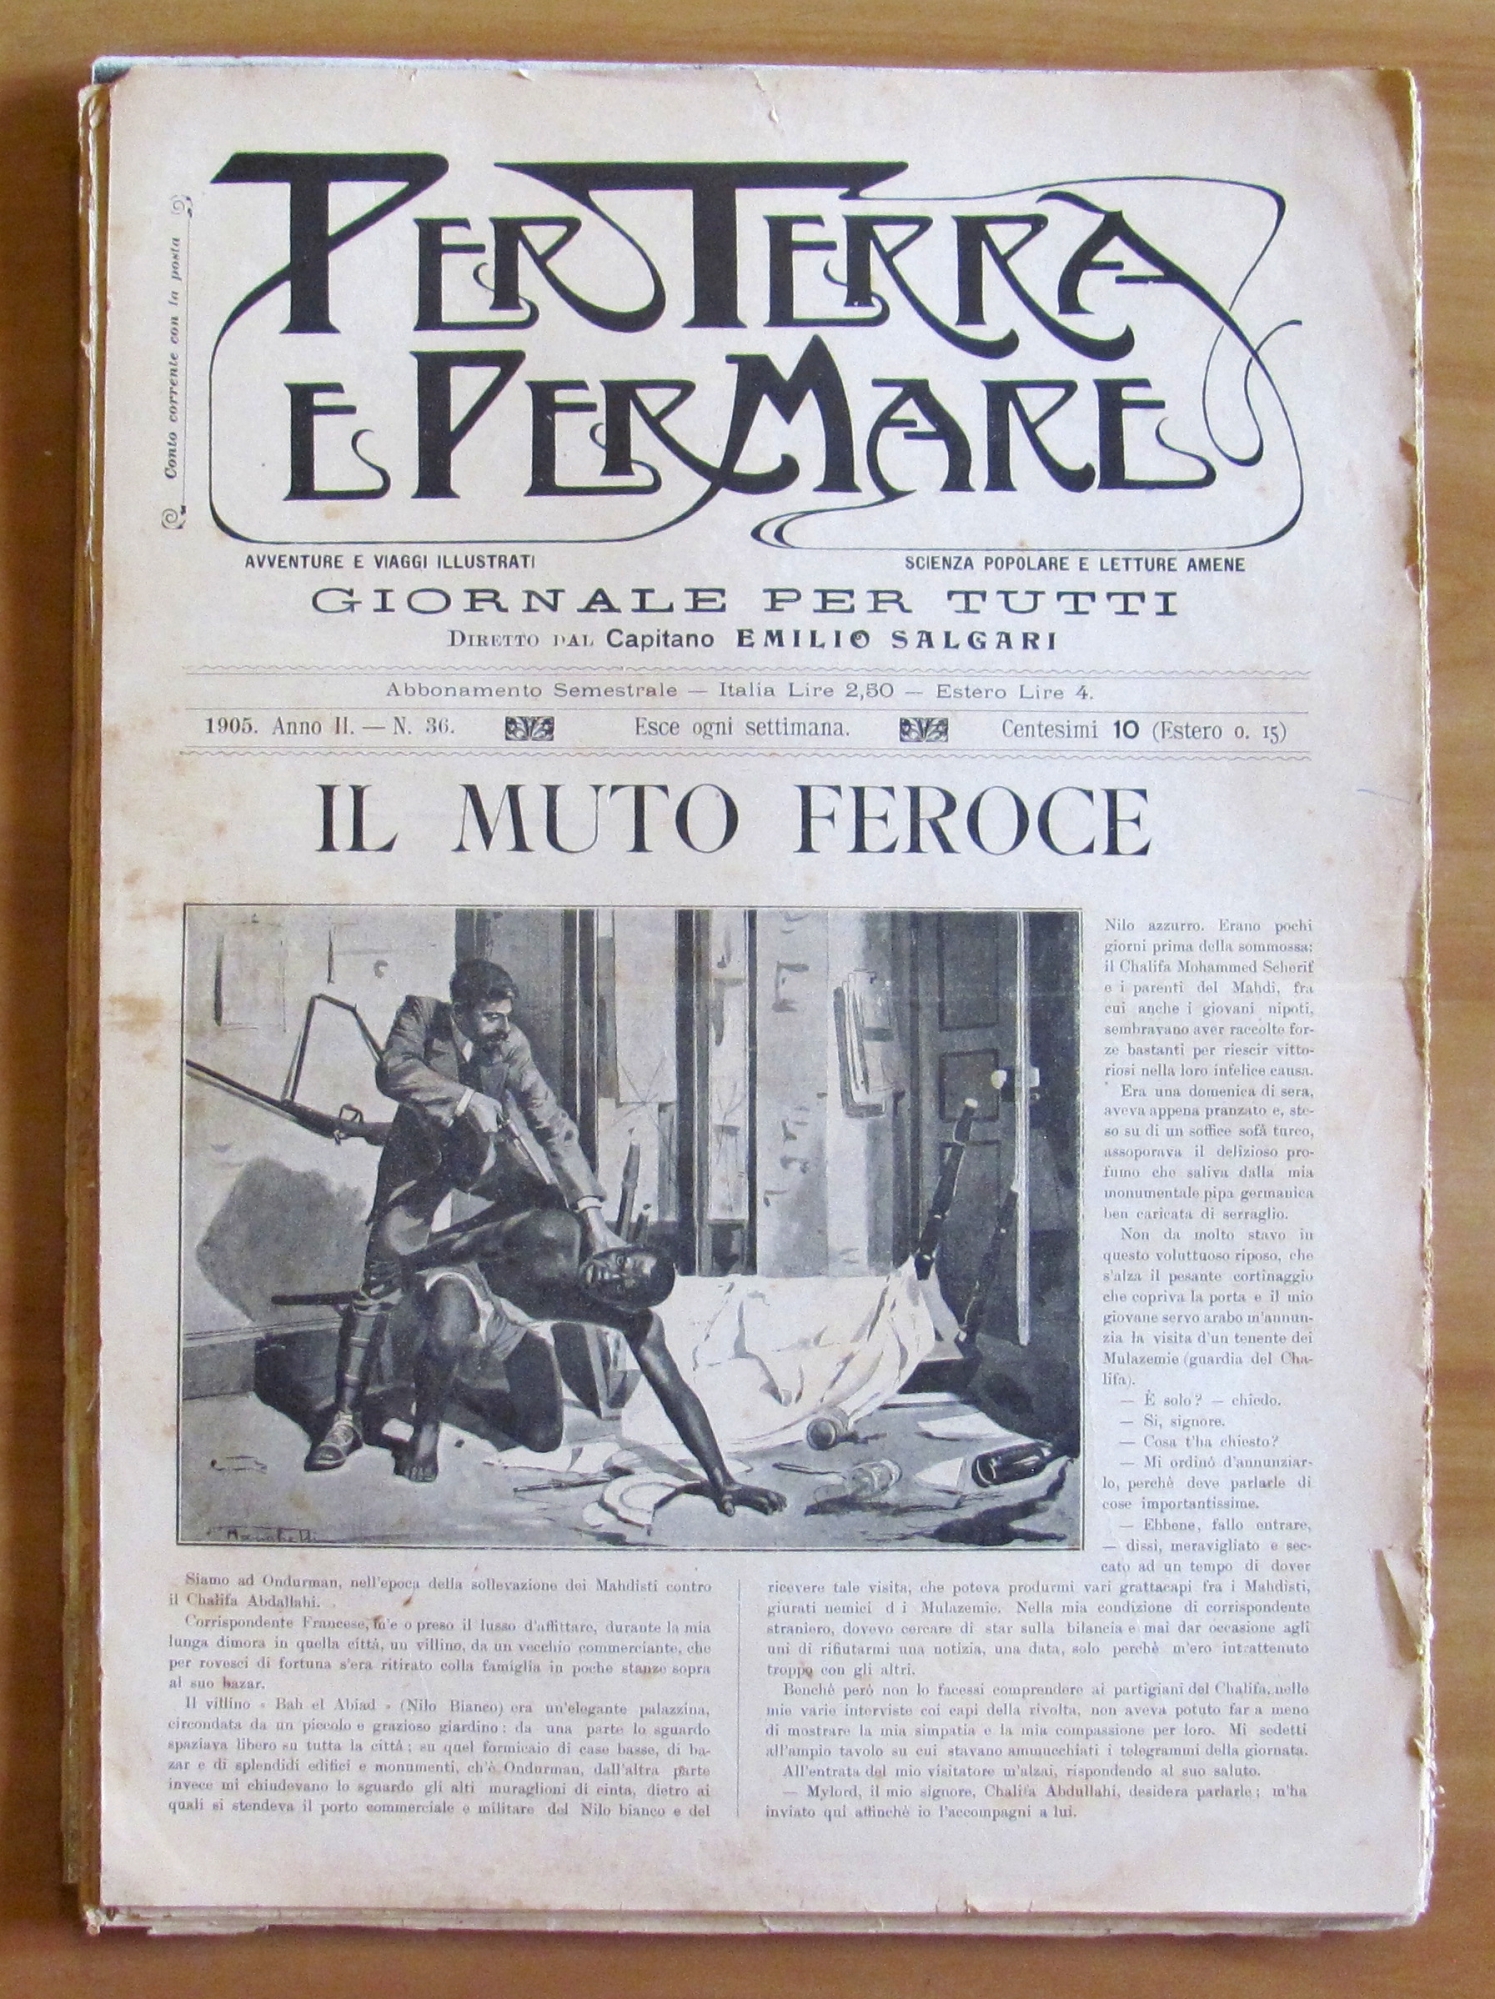 Conto corrente con la posta
PER TERRA
E PER MARE
AVVENTURE E VIAGGI ILLUSTRATI
SCIENZA POPOLARE E LETTURE AMENE
GIORNALE PER TUTTI
DIRETTO DAL Capitano EMILIO SALGARI
Abbonamento Semestrale — Italia Lire 2,50 — Estero Lire 4.
1905. Anno II. — N. 36. Esce ogni settimana. Centesimi 10 (Estero c. 15)
IL MUTO FEROCE
Siamo ad Ondurman, nell'epoca della sollevazione dei Mahdisti contro
il Chalifa Abdallahi.
Corrispondente Francese, m'e o preso il lusso d'affittare, durante la mia
lunga dimora in quella città, un villino, da un vecchio commerciante, che
per rovesci di fortuna s'era ritirato colla famiglia in poche stanze sopra
al suo bazar.
Il villino « Bah el Abiad » (Nilo Bianco) era un'elegante palazzina,
circondata da un piccolo e grazioso giardino: da una parte lo sguardo
spaziava libero su tutta la città; su quel formicaio di case basse, di ba-
zar e di splendidi edifici e monumenti, ch'è Ondurman, dall'altra parte
invece mi chiudevano lo sguardo gli alti muraglioni di cinta, dietro ai
quali si stendeva il porto commerciale e militare del Nilo bianco e del
Nilo azzurro. Erano pochi
giorni prima della sommossa:
il Chalifa Mohammed Scherif
e i parenti del Mahdi, fra
cui anche i giovani nipoti,
sembravano aver raccolte for-
ze bastanti per riescir vitto-
riosi nella loro infelice causa.
Era una domenica di sera,
aveva appena pranzato e, ste-
so su di un soffice sofà turco,
assoporava il delizioso pro-
fumo che saliva dalla mia
monumentale pipa germanica
ben caricata di serraglio.
Non da molto stavo in
questo voluttuoso riposo, che
s'alza il pesante cortinaggio
che copriva la porta e il mio
giovane servo arabo m'annun-
zia la visita d'un tenente dei
Mulazemie (guardia del Cha-
lifa).
— È solo? — chiedo.
— Si, signore.
— Cosa t'ha chiesto?
— Mi ordinò d'annunziar-
lo, perchè deve parlarle di
cose importantissime.
— Ebbene, fallo entrare,
— dissi, meravigliato e sec-
cato ad un tempo di dover
ricevere tale visita, che poteva produrmi vari grattacapi fra i Mahdisti,
giurati nemici d i Mulazemie. Nella mia condizione di corrispondente
straniero, dovevo cercare di star sulla bilancia e mai dar occasione agli
uni di rifiutarmi una notizia, una data, solo perchè m'ero intrattenuto
troppo con gli altri.
Benchè però non lo facessi comprendere ai partigiani del Chalifa, nelle
mie varie interviste coi capi della rivolta, non aveva potuto far a meno
di mostrare la mia simpatia e la mia compassione per loro. Mi sedetti
all'ampio tavolo su cui stavano ammucchiati i telegrammi della giornata.
All'entrata del mio visitatore m'alzai, rispondendo al suo saluto.
— Mylord, il mio signore, Chalifa Abdullahi, desidera parlarle; m'ha
inviato qui affinchè io l'accompagni a lui.